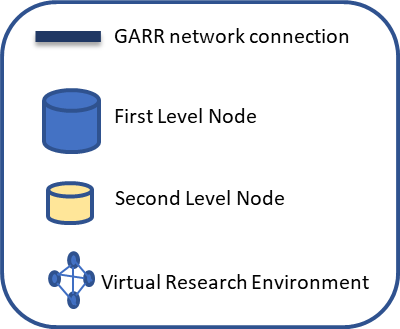 GARR network connection
First Level Node
Second Level Node
Virtual Research Environment